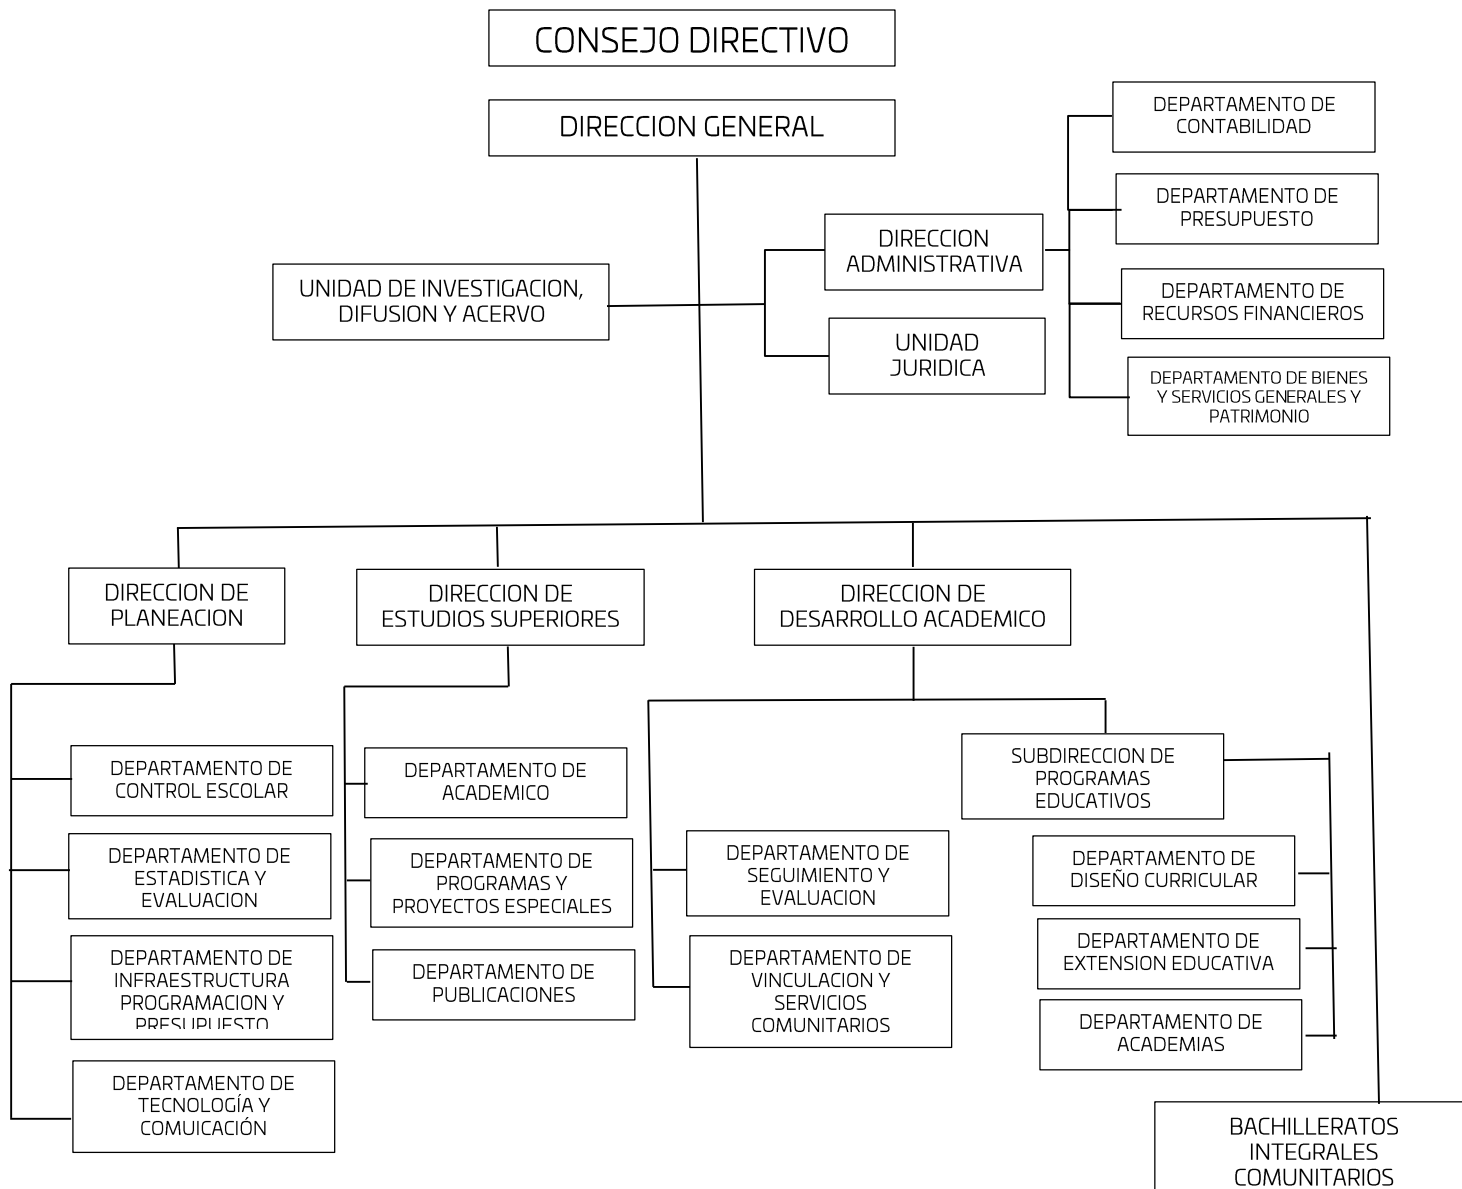 CONSEJO DIRECTIVO
DIRECCION GENERAL
DEPARTAMENTO DE
CONTABILIDAD
DEPARTAMENTO DE
PRESUPUESTO
DIRECCION
ADMINISTRATIVA
UNIDAD DE INVESTIGACION,
DIFUSION Y ACERVO
DEPARTAMENTO DE
RECURSOS FINANCIEROS
UNIDAD
JURIDICA
DEPARTAMENTO DE BIENES
Y SERVICIOS GENERALES Y
PATRIMONIO
DIRECCION DE
PLANEACION
DIRECCION DE
ESTUDIOS SUPERIORES
DIRECCION DE
DESARROLLO ACADEMICO
DEPARTAMENTO DE
CONTROL ESCOLAR
DEPARTAMENTO DE
ESTADISTICA Y
EVALUACION
DEPARTAMENTO DE
INFRAESTRUCTURA
PROGRAMACION Y
PRESUPUESTO
DEPARTAMENTO DE
TECNOLOGÍA Y
COMUICACIÓN
DEPARTAMENTO DE
ACADEMICO
DEPARTAMENTO DE
PROGRAMAS Y
PROYECTOS ESPECIALES
DEPARTAMENTO DE
PUBLICACIONES
DEPARTAMENTO DE
SEGUIMIENTO Y
EVALUACION
DEPARTAMENTO DE
VINCULACION Y
SERVICIOS
COMUNITARIOS
SUBDIRECCION DE
PROGRAMAS
EDUCATIVOS
DEPARTAMENTO DE
DISEÑO CURRICULAR
DEPARTAMENTO DE
EXTENSION EDUCATIVA
DEPARTAMENTO DE
ACADEMIAS
BACHILLERATOS
INTEGRALES
COMUNITARIOS